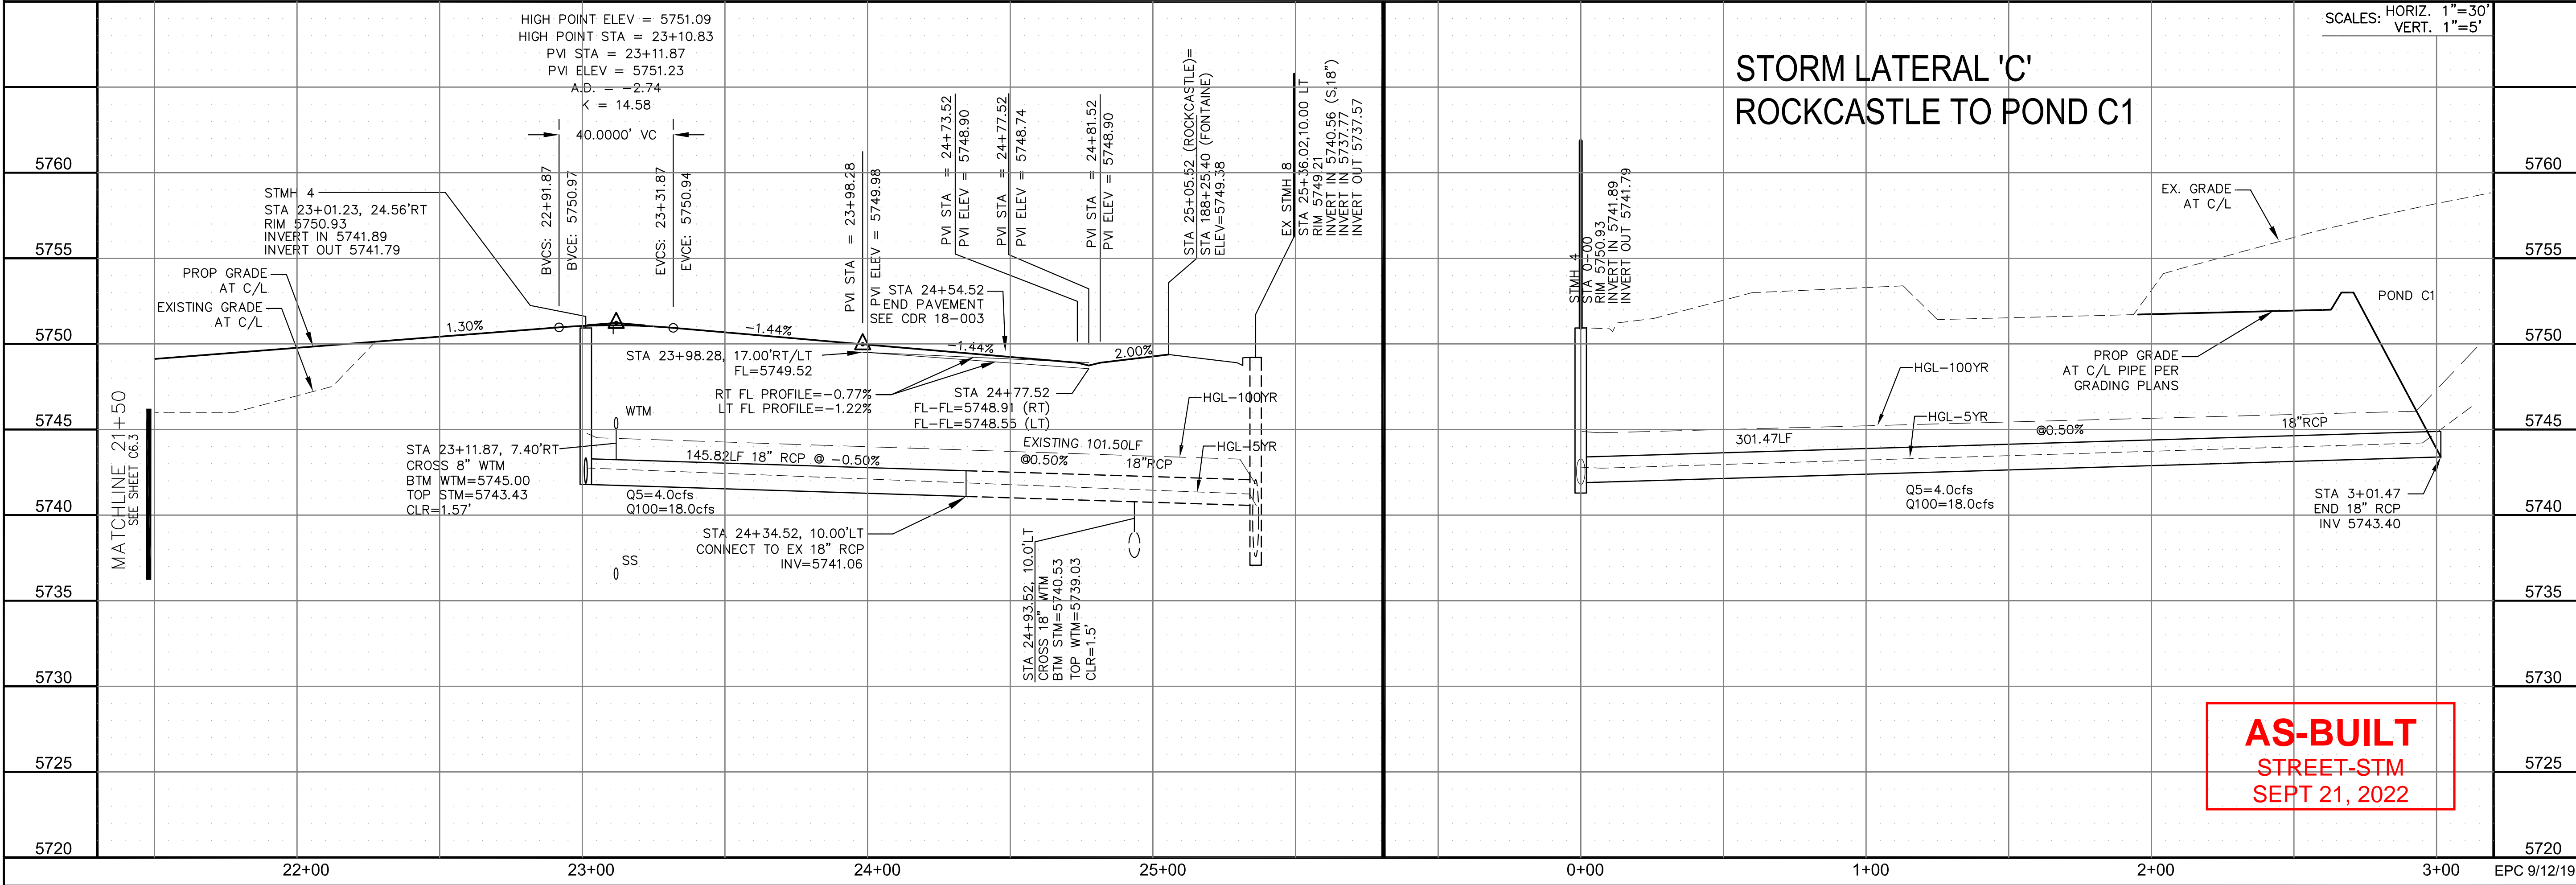 SCALES: HORIZ. 1"=30'
VERT. 1"=5'
HIGH POINT ELEV = 5751.09
HIGH POINT STA = 23+10.83
PVI STA = 23+11.87
PVI ELEV = 5751.23
A.D. = -2.74
K = 14.58
40.0000' VC
BVCS: 22+91.87
BVCE: 5750.97
EVCS: 23+31.87
EVCE: 5750.94
STMH 4
STA 23+01.23, 24.56'RT
RIM 5750.93
INVERT IN 5741.89
INVERT OUT 5741.79
PROP GRADE
AT C/L
EXISTING GRADE
AT C/L
1.30%
-1.44%
-1.44%
2.00%
PVI STA = 23+98.28
PVI ELEV = 5749.98
PVI STA = 24+73.52
PVI ELEV = 5748.90
PVI STA = 24+77.52
PVI ELEV = 5748.74
PVI STA = 24+81.52
PVI ELEV = 5748.90
STA 25+05.52 (ROCKCASTLE)=
STA 188+25.40 (FONTAINE)
ELEV=5749.38
EX STMH 8
STA 25+36.02,10.00 LT
RIM 5749.21
INVERT IN 5740.56 (S,18")
INVERT IN 5737.77
INVERT OUT 5737.57
STA 24+54.52
END PAVEMENT
SEE CDR 18-003
STA 23+98.28, 17.00'RT/LT
FL=5749.52
RT FL PROFILE=-0.77%
LT FL PROFILE=-1.22%
STA 24+77.52
FL-FL=5748.91 (RT)
FL-FL=5748.55 (LT)
HGL-100YR
HGL-5YR
EXISTING 101.50LF
@0.50%
18"RCP
WTM
STA 23+11.87, 7.40'RT
CROSS 8" WTM
BTM WTM=5745.00
TOP STM=5743.43
CLR=1.57'
145.82LF 18" RCP @ -0.50%
Q5=4.0cfs
Q100=18.0cfs
STA 24+34.52, 10.00'LT
CONNECT TO EX 18" RCP
INV=5741.06
SS
STA 24+93.52, 10.0'LT
CROSS 18" WTM
BTM STM=5740.53
TOP WTM=5739.03
CLR=1.5'
MATCHLINE 21+50
SEE SHEET C6.3
STORM LATERAL 'C'
ROCKCASTLE TO POND C1
STMH 4
STA 0+00
RIM 5750.93
INVERT IN 5741.89
INVERT OUT 5741.79
EX. GRADE
AT C/L
POND C1
PROP GRADE
AT C/L PIPE PER
GRADING PLANS
HGL-100YR
HGL-5YR
301.47LF
@0.50%
18"RCP
Q5=4.0cfs
Q100=18.0cfs
STA 3+01.47
END 18" RCP
INV 5743.40
AS-BUILT
STREET-STM
SEPT 21, 2022
5760
5755
5750
5745
5740
5735
5730
5725
5720
5760
5755
5750
5745
5740
5735
5730
5725
5720
22+00
23+00
24+00
25+00
0+00
1+00
2+00
3+00
EPC 9/12/19